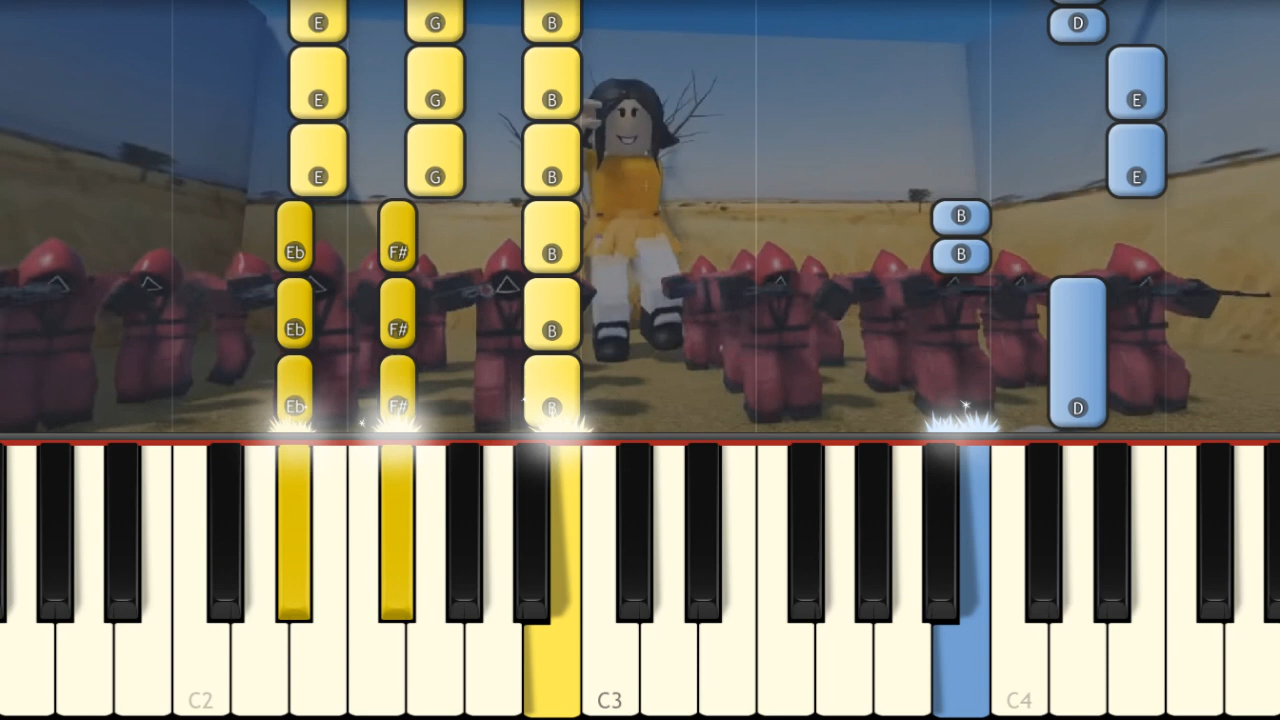 E G B D
E G B E
E G B E
B
Eb F# B B
Eb F# B
Eb F# B D
C2 C3 C4